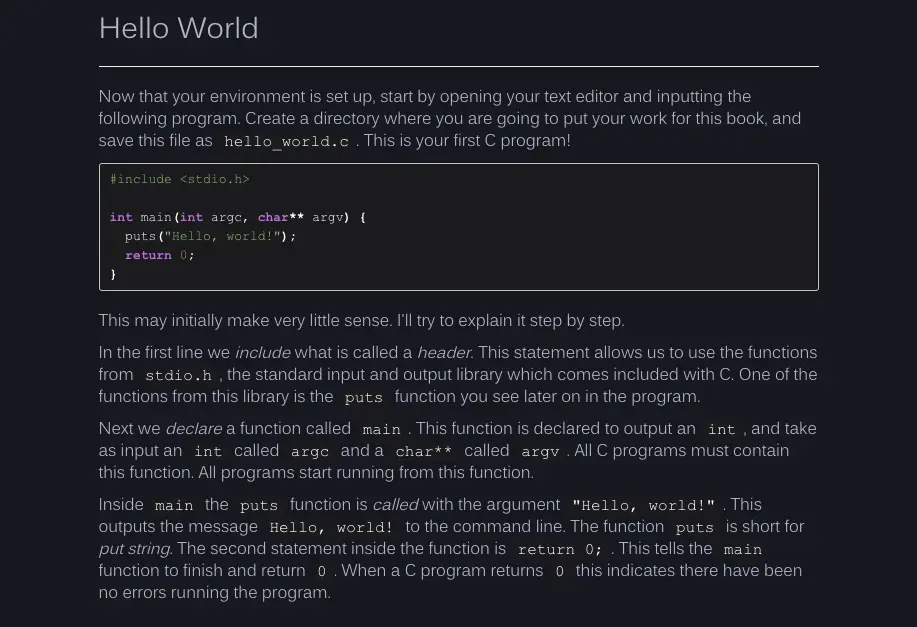 Hello World
Now that your environment is set up, start by opening your text editor and inputting the
following program. Create a directory where you are going to put your work for this book, and
save this file as hello_world.c . This is your first C program!
#include <stdio.h>
int main(int argc, char** argv) {
  puts("Hello, world!");
  return 0;
}
This may initially make very little sense. I'll try to explain it step by step.
In the first line we include what is called a header. This statement allows us to use the functions
from stdio.h , the standard input and output library which comes included with C. One of the
functions from this library is the puts function you see later on in the program.
Next we declare a function called main . This function is declared to output an int , and take
as input an int called argc and a char** called argv . All C programs must contain
this function. All programs start running from this function.
Inside main the puts function is called with the argument "Hello, world!" . This
outputs the message Hello, world! to the command line. The function puts is short for
put string. The second statement inside the function is return 0; . This tells the main
function to finish and return 0 . When a C program returns 0 this indicates there have been
no errors running the program.